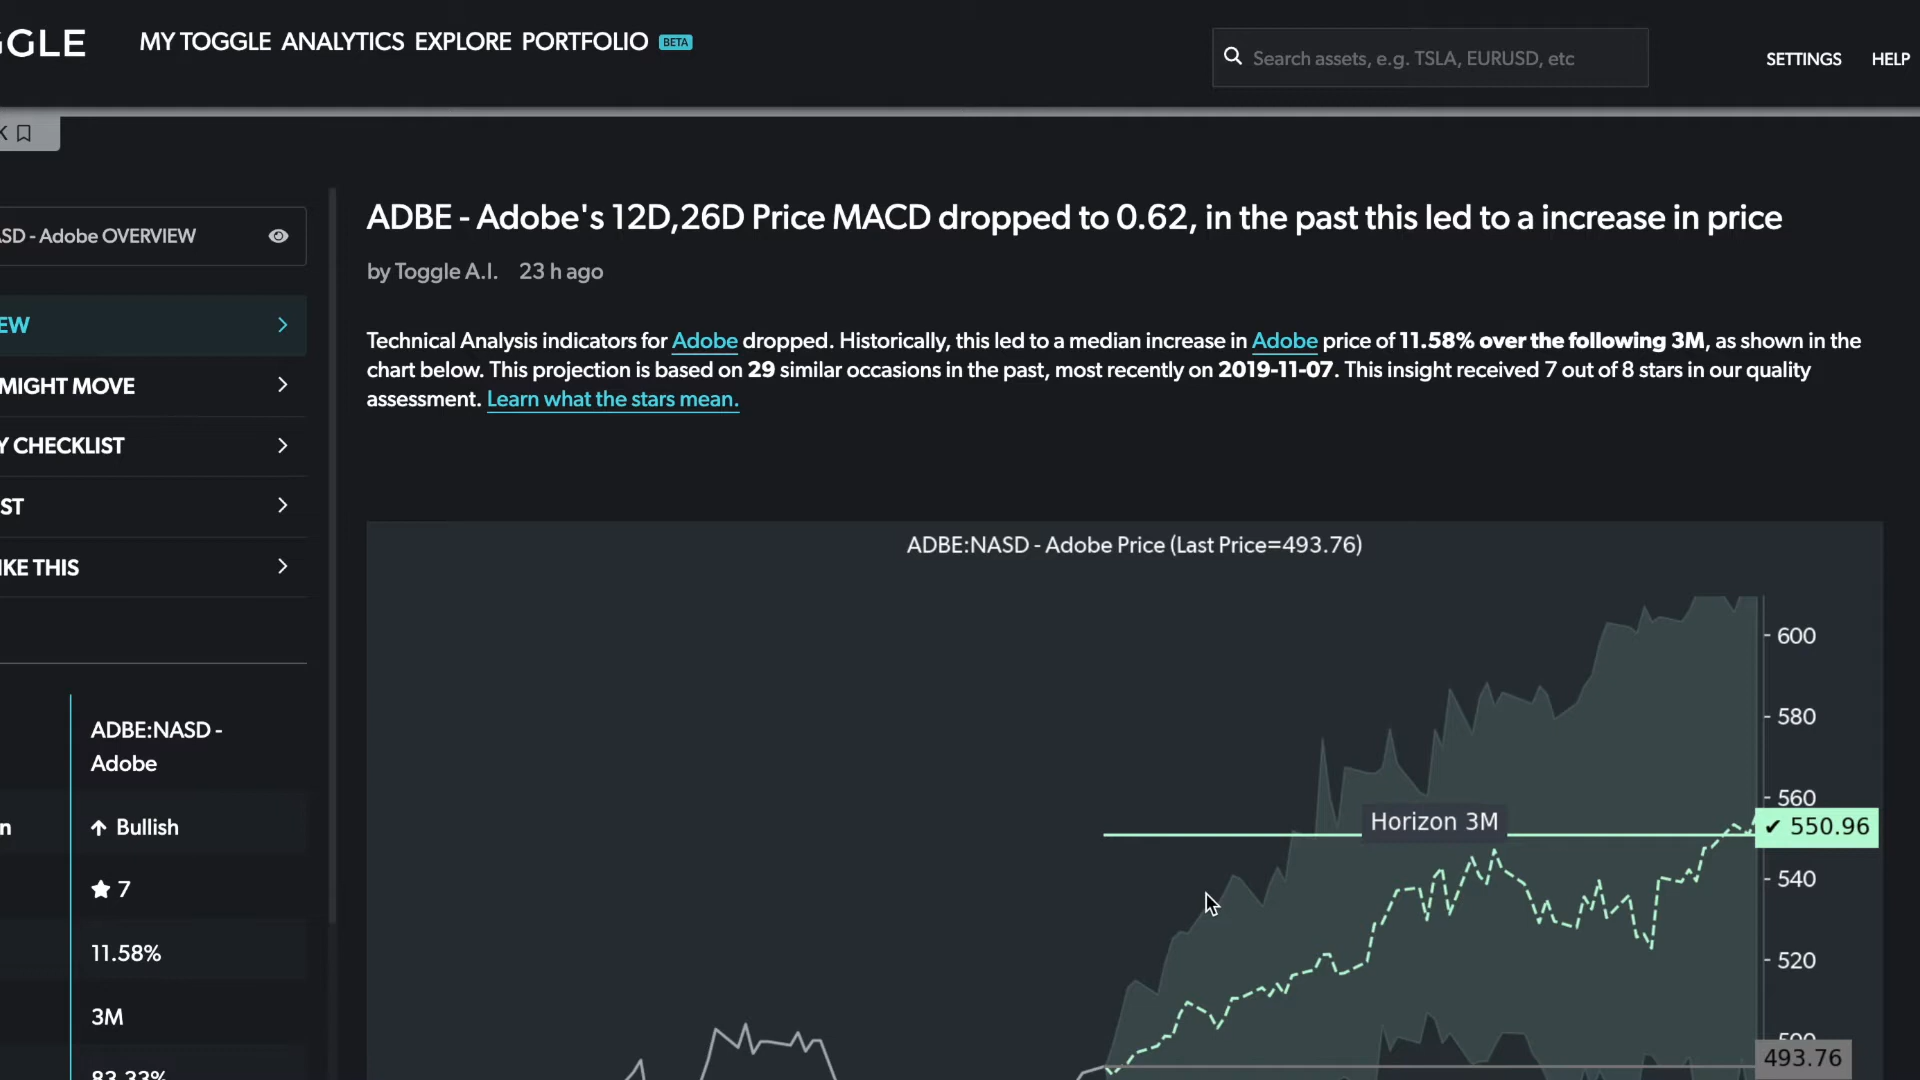 GLE
MY TOGGLE ANALYTICS EXPLORE PORTFOLIO BETA
Search assets, e.g. TSLA, EURUSD, etc
SETTINGS HELP
K
SD - Adobe OVERVIEW
EW
MIGHT MOVE
Y CHECKLIST
ST
IKE THIS
ADBE:NASD -
Adobe
n
Bullish
7
11.58%
3M
83.33%
ADBE - Adobe's 12D,26D Price MACD dropped to 0.62, in the past this led to a increase in price
by Toggle A.I. 23 h ago
Technical Analysis indicators for Adobe dropped. Historically, this led to a median increase in Adobe price of 11.58% over the following 3M, as shown in the
chart below. This projection is based on 29 similar occasions in the past, most recently on 2019-11-07. This insight received 7 out of 8 stars in our quality
assessment. Learn what the stars mean.
ADBE:NASD - Adobe Price (Last Price=493.76)
600
580
560
Horizon 3M
✔ 550.96
540
520
500
493.76